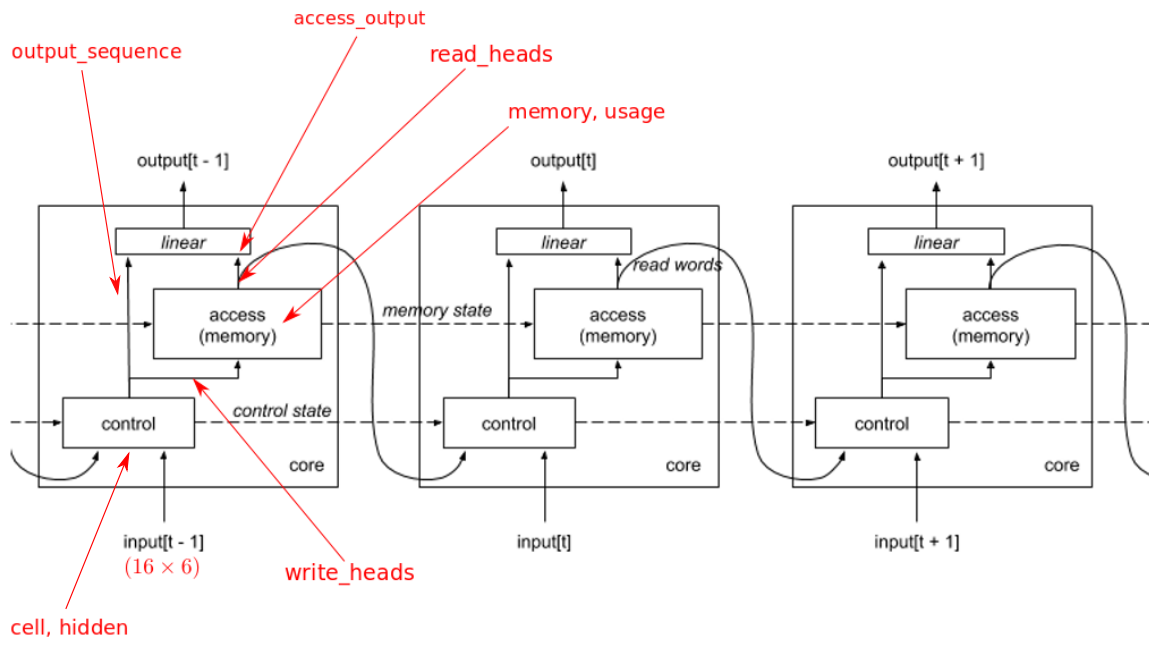 access_output
output_sequence
read_heads
memory, usage
output[t - 1]
output[t]
output[t + 1]
linear
linear
linear
read words
access
(memory)
memory state
access
(memory)
access
(memory)
control state
control
control
control
core
core
core
input[t - 1]
input[t]
input[t + 1]
(16 × 6)
write_heads
cell, hidden